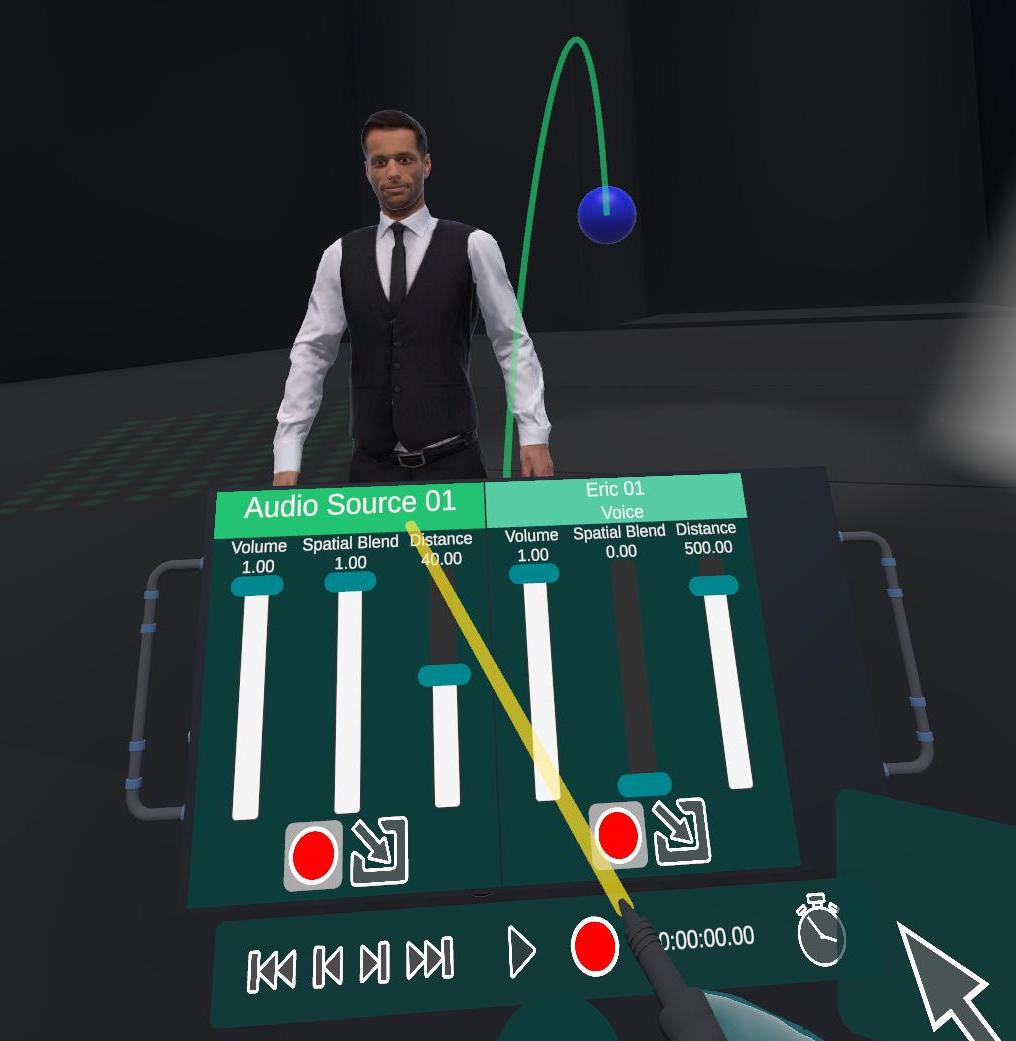 Audio Source 01
Volume
1.00
Spatial Blend
1.00
Distance
40.00
Eric 01
Voice
Volume
1.00
Spatial Blend
0.00
Distance
500.00
0:00:00.00